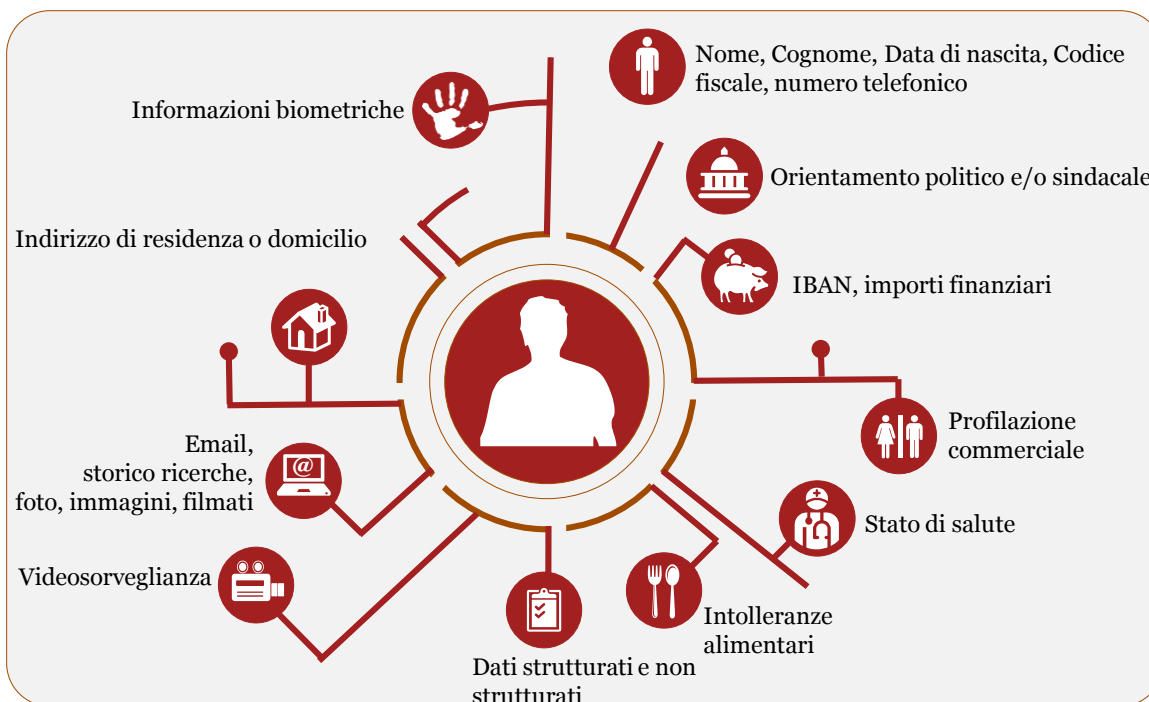 Nome, Cognome, Data di nascita, Codice
fiscale, numero telefonico
Informazioni biometriche
Orientamento politico e/o sindacale
Indirizzo di residenza o domicilio
IBAN, importi finanziari
Profilazione
commerciale
Email,
storico ricerche,
foto, immagini, filmati
@
Stato di salute
Videosorveglianza
Intolleranze
alimentari
Dati strutturati e non
strutturati